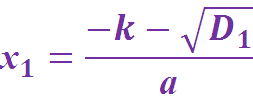 x₁ = (-k - √D₁) / a